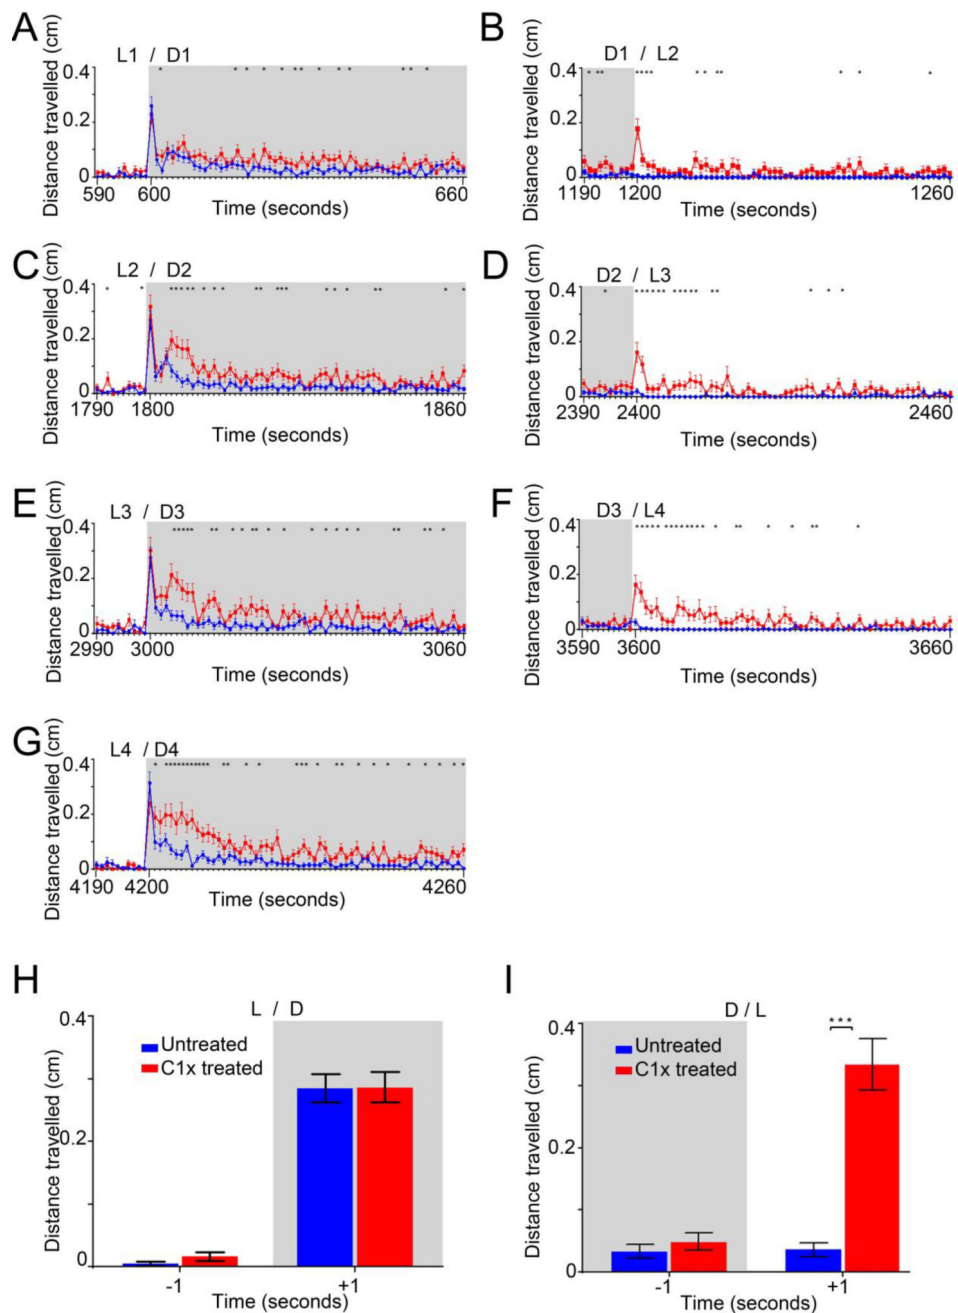 A
L1 / D1
Distance travelled (cm)
0.4
0.2
0
590 600 660
Time (seconds)
B
D1 / L2
Distance travelled (cm)
0.4
0.2
0
1190 1200 1260
Time (seconds)
C
L2 / D2
Distance travelled (cm)
0.4
0.2
0
1790 1800 1860
Time (seconds)
D
D2 / L3
Distance travelled (cm)
0.4
0.2
0
2390 2400 2460
Time (seconds)
E
L3 / D3
Distance travelled (cm)
0.4
0.2
0
2990 3000 3060
Time (seconds)
F
D3 / L4
Distance travelled (cm)
0.4
0.2
0
3590 3600 3660
Time (seconds)
G
L4 / D4
Distance travelled (cm)
0.4
0.2
0
4190 4200 4260
Time (seconds)
H
L / D
Distance travelled (cm)
0.4
0.2
0
Untreated
C1x treated
-1 +1
Time (seconds)
I
D / L
Distance travelled (cm)
0.4
0.2
0
Untreated
C1x treated
***
-1 +1
Time (seconds)